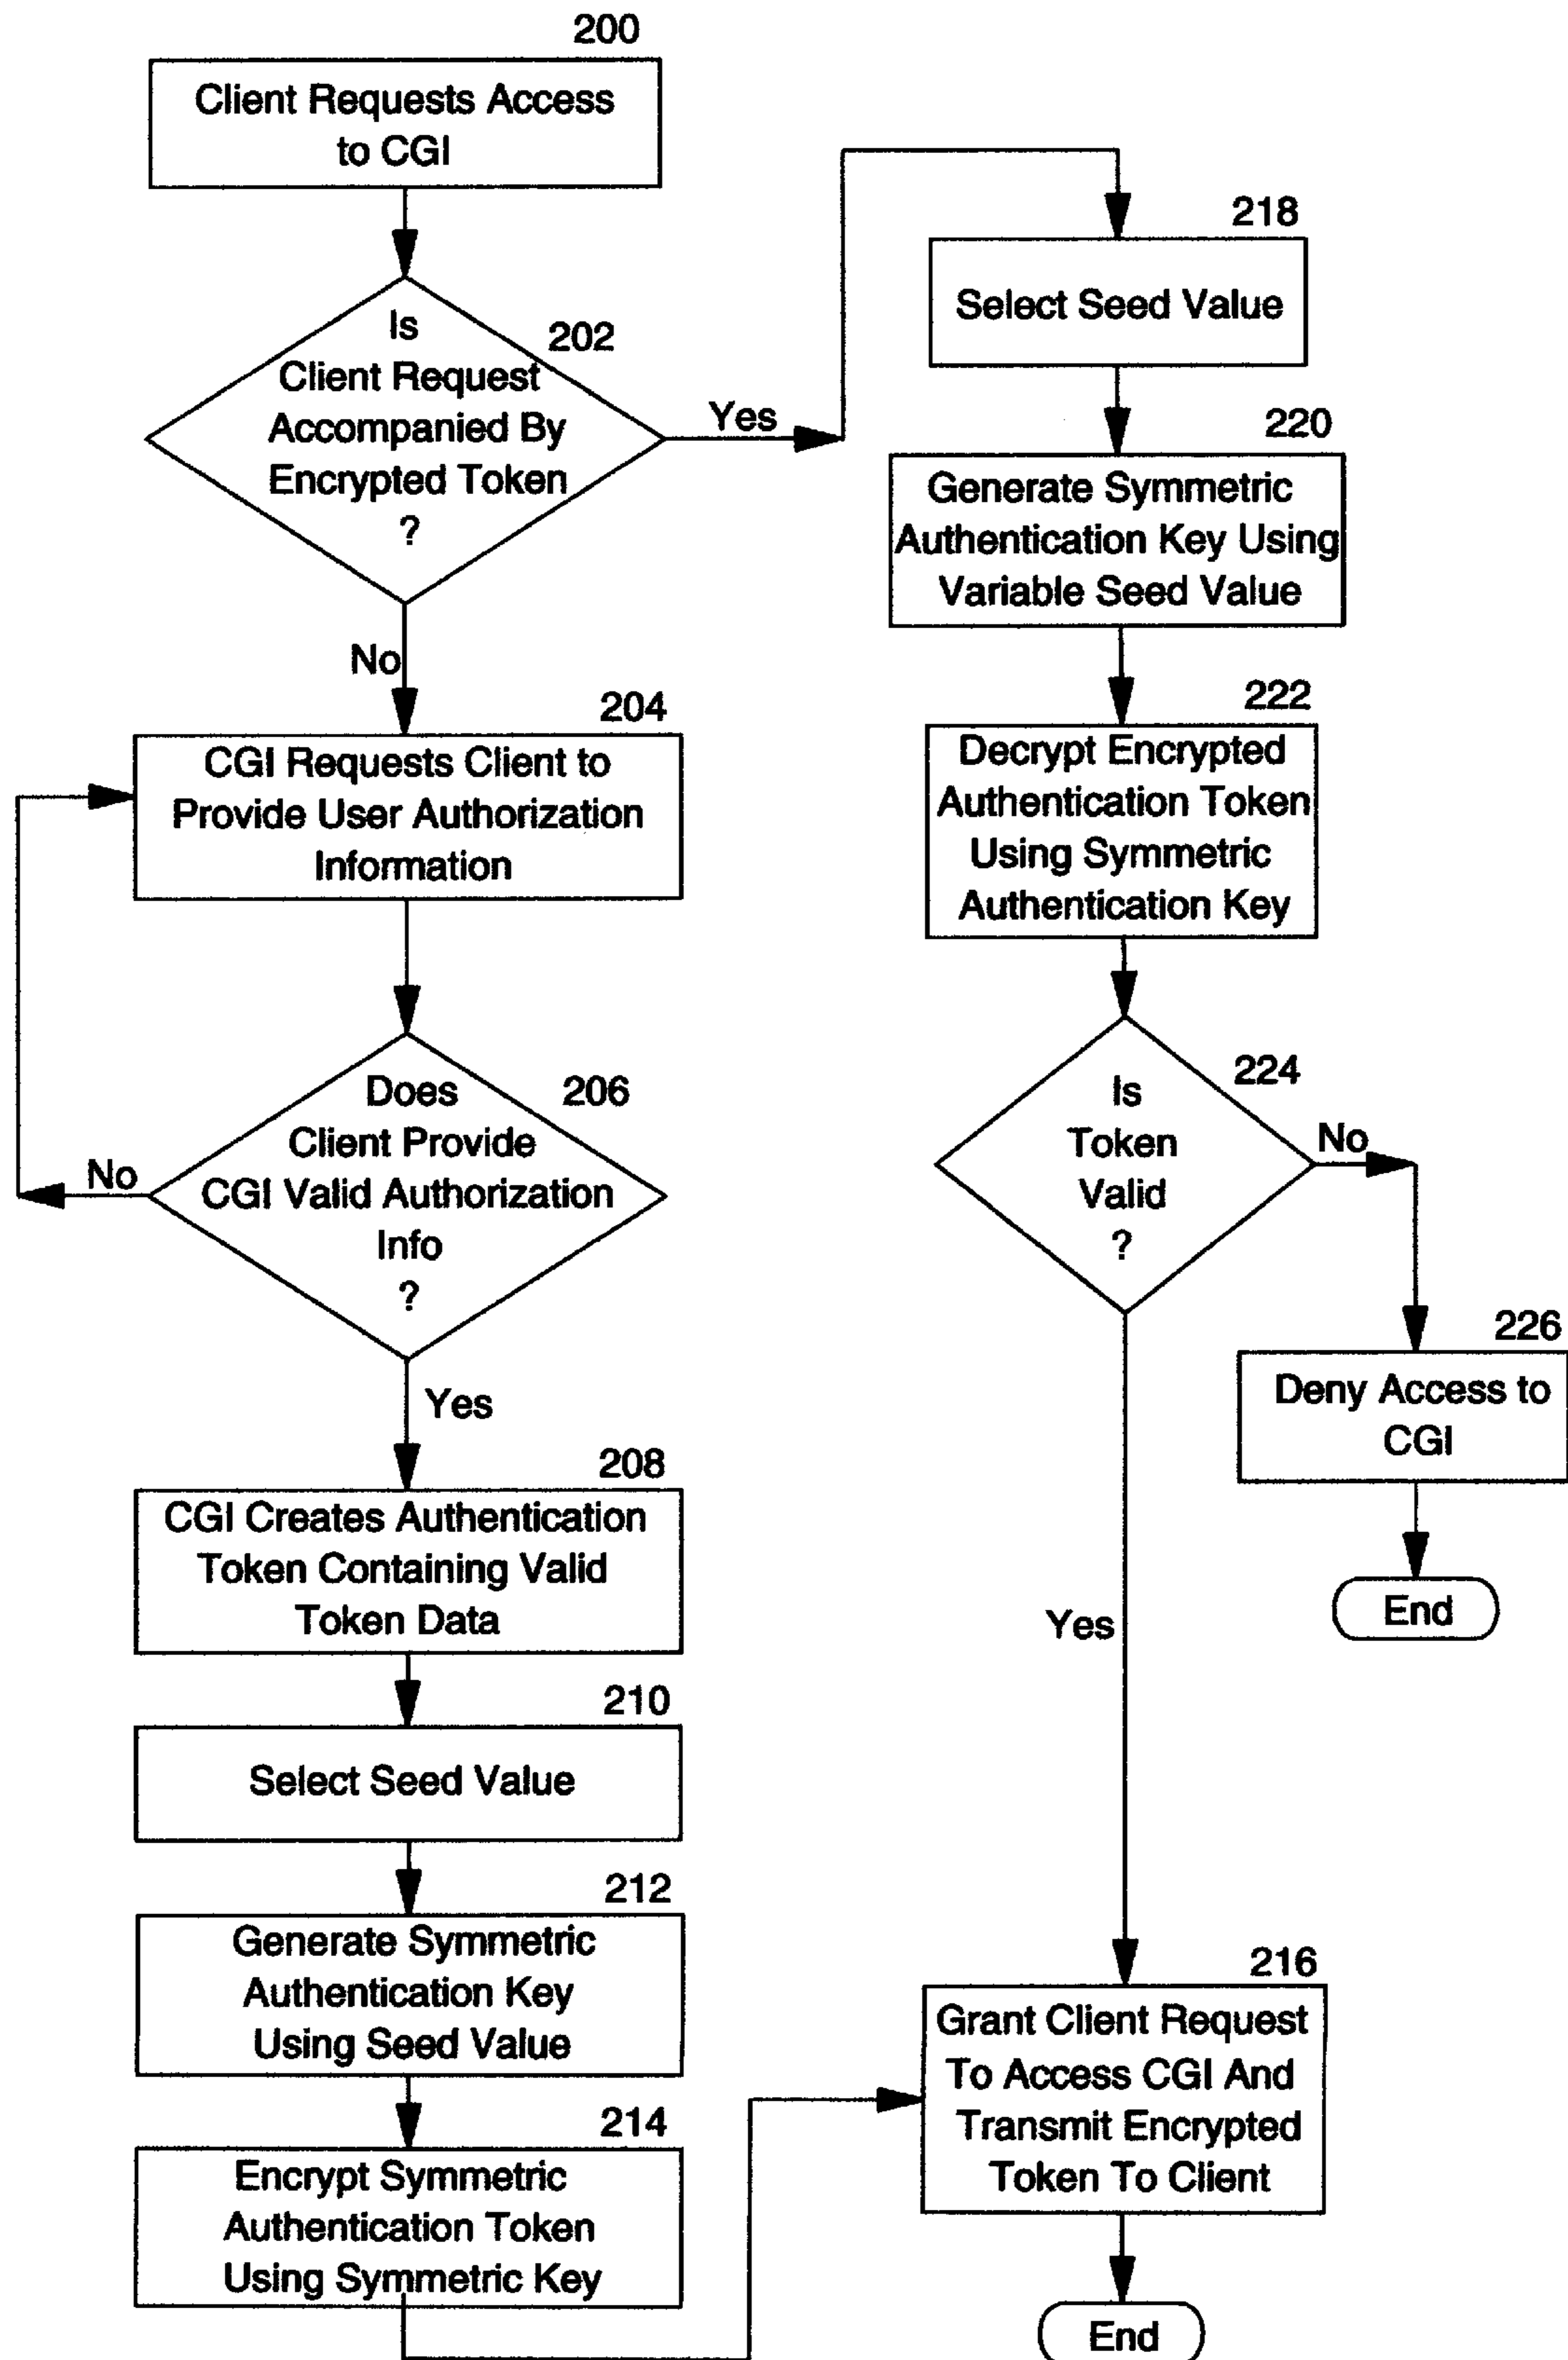 200
Client Requests Access
to CGI
Is
202
Client Request
Accompanied By
Encrypted Token
?
Yes
No
204
CGI Requests Client to
Provide User Authorization
Information
Does
206
Client Provide
CGI Valid Authorization
Info
?
No
Yes
208
CGI Creates Authentication
Token Containing Valid
Token Data
210
Select Seed Value
212
Generate Symmetric
Authentication Key
Using Seed Value
214
Encrypt Symmetric
Authentication Token
Using Symmetric Key
218
Select Seed Value
220
Generate Symmetric
Authentication Key Using
Variable Seed Value
222
Decrypt Encrypted
Authentication Token
Using Symmetric
Authentication Key
224
Is
Token
Valid
?
No
226
Deny Access to
CGI
End
Yes
216
Grant Client Request
To Access CGI And
Transmit Encrypted
Token To Client
End